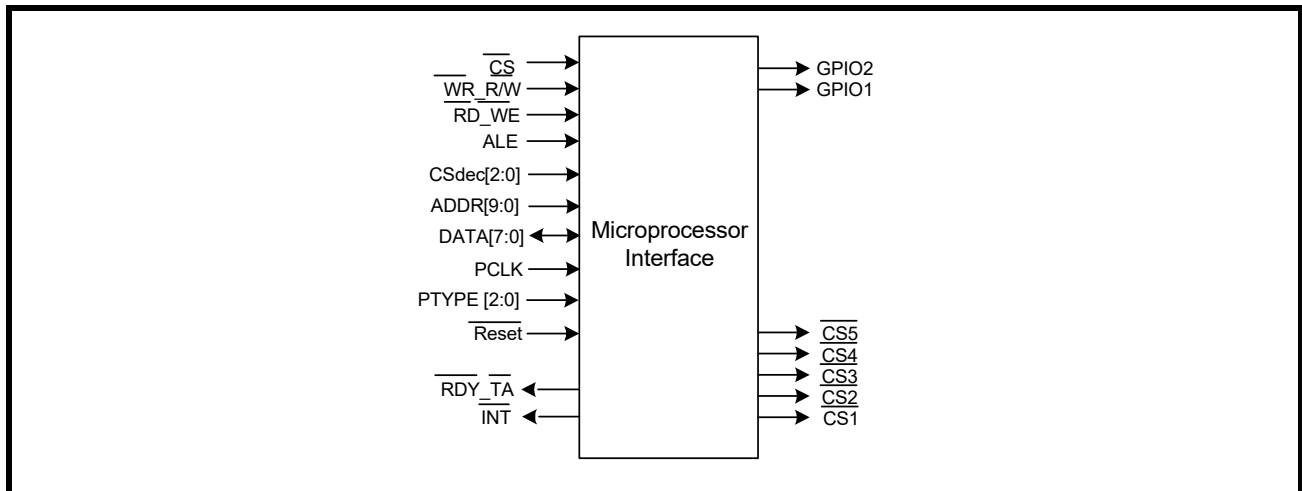 CS
WR_R/W
RD_WE
ALE
CSdec[2:0]
ADDR[9:0]
DATA[7:0]
PCLK
PTYPE [2:0]
Reset
RDY_TA
INT
Microprocessor
Interface
GPIO2
GPIO1
CS5
CS4
CS3
CS2
CS1